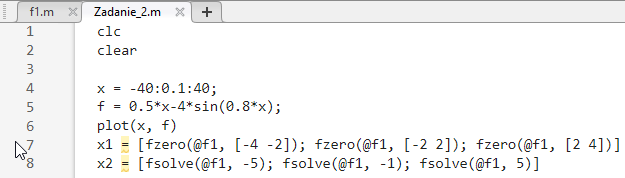 f1.m Zadanie_2.m
1 clc
2 clear
3
4 x = -40:0.1:40;
5 f = 0.5*x-4*sin(0.8*x);
6 plot(x, f)
7 x1 = [fzero(@f1, [-4 -2]); fzero(@f1, [-2 2]); fzero(@f1, [2 4])]
8 x2 = [fsolve(@f1, -5); fsolve(@f1, -1); fsolve(@f1, 5)]